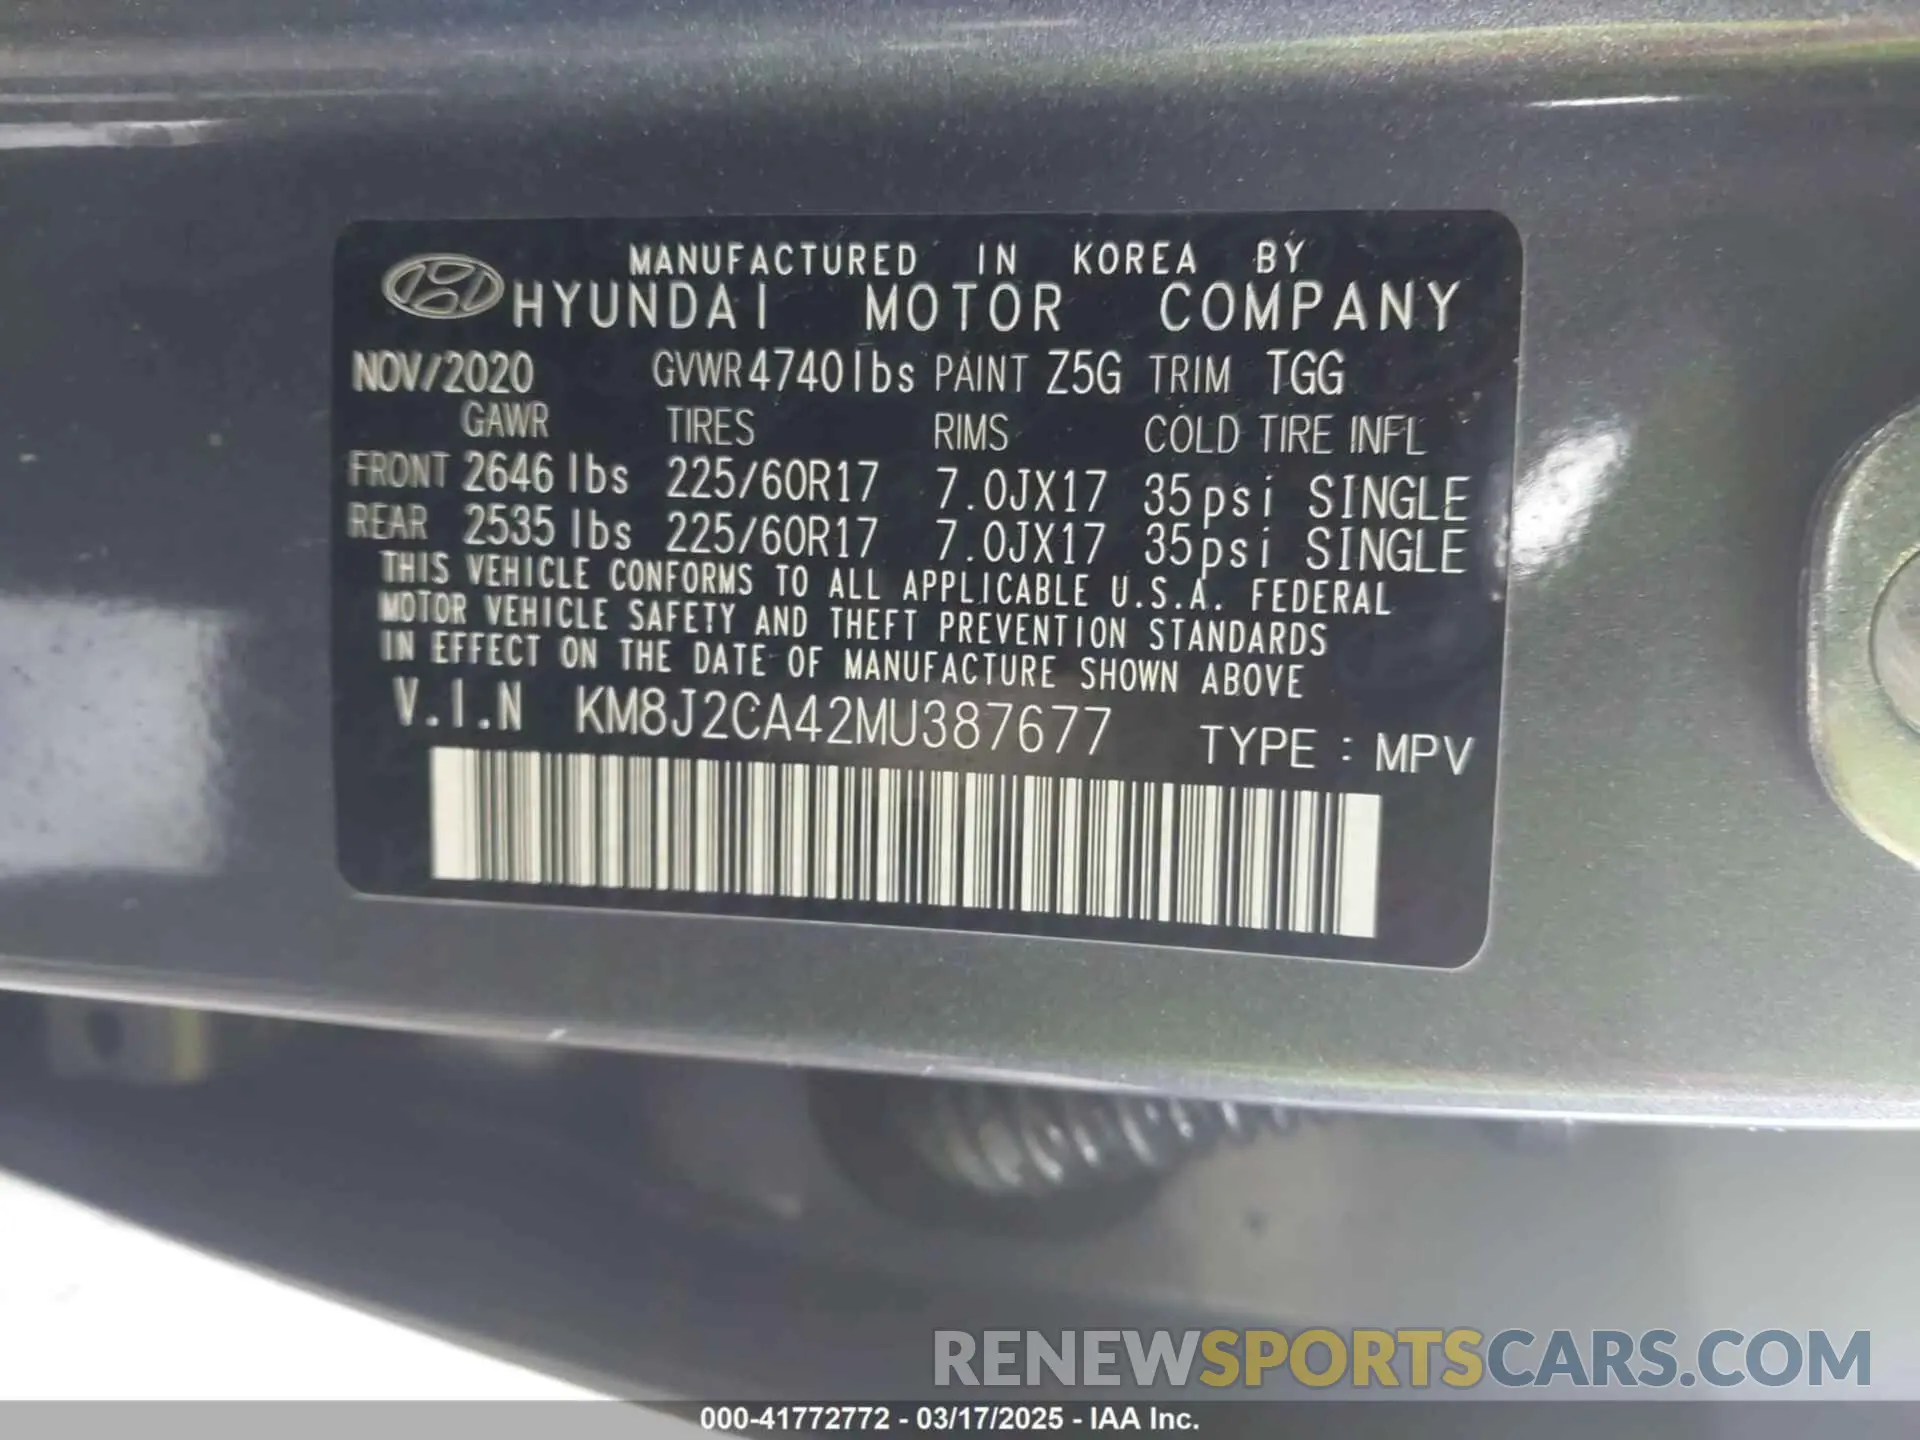 MANUFACTURED IN KOREA BY
HYUNDAI MOTOR COMPANY
NOV/2020 GVWR 4740lbs PAINT Z5G TRIM TGG
GAWR TIRES RIMS COLD TIRE INFL
FRONT 2646 lbs 225/60R17 7.0JX17 35psi SINGLE
REAR 2535 lbs 225/60R17 7.0JX17 35psi SINGLE
THIS VEHICLE CONFORMS TO ALL APPLICABLE U.S.A. FEDERAL
MOTOR VEHICLE SAFETY AND THEFT PREVENTION STANDARDS
IN EFFECT ON THE DATE OF MANUFACTURE SHOWN ABOVE
V.I.N KM8J2CA42MU387677 TYPE : MPV
RENEWSPORTSCARS.COM
000-41772772 - 03/17/2025 - IAA Inc.